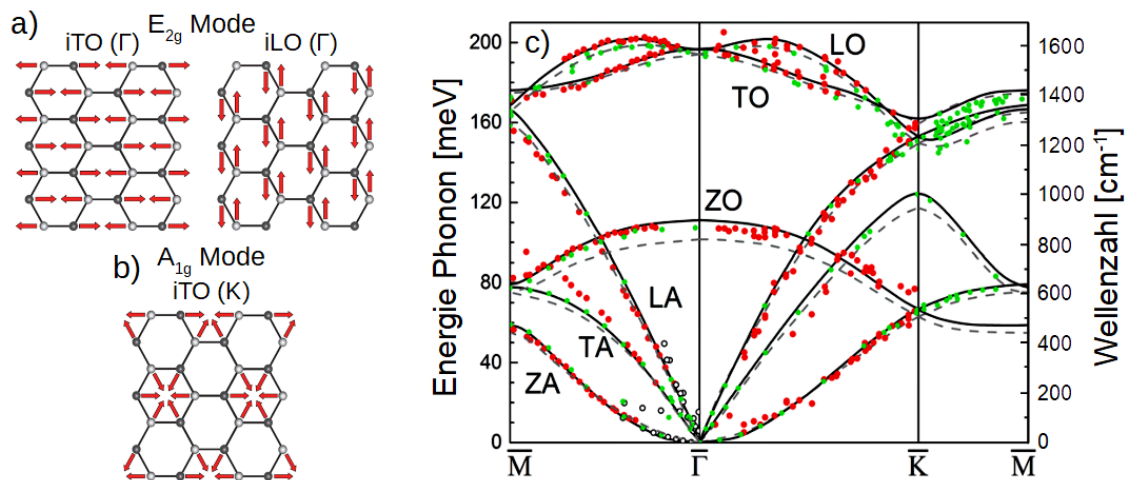 a)
E2g Mode
iTO (Γ)
iLO (Γ)
b)
A1g Mode
iTO (K)
c)
Energie Phonon [meV]
200
160
120
80
40
0
LO
TO
ZO
LA
TA
ZA
M̅
Γ̅
K̅
M̅
1600
1400
1200
1000
800
600
400
200
0
Wellenzahl [cm⁻¹]